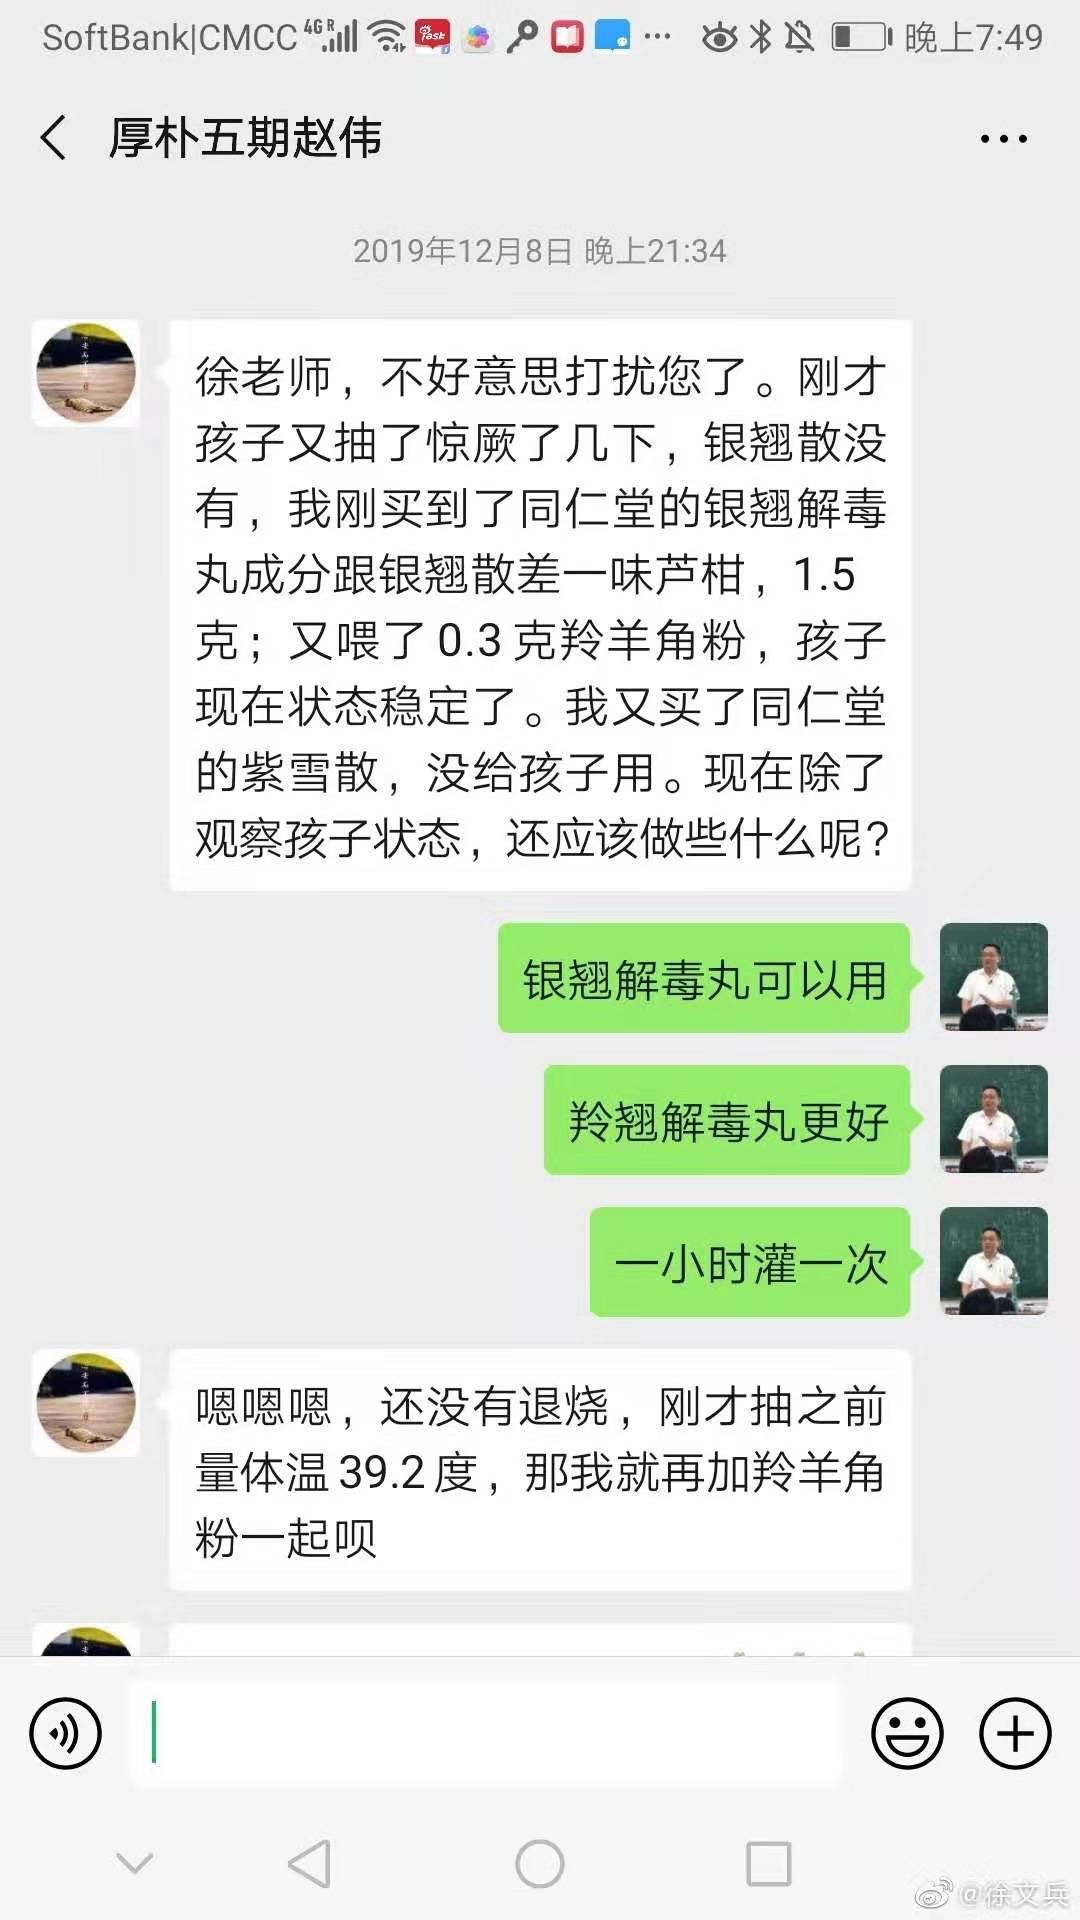 SoftBank|CMCC 4G R Task 晚上7:49
厚朴五期赵伟
2019年12月8日 晚上21:34
徐老师，不好意思打扰您了。刚才
孩子又抽了惊厥了几下，银翘散没
有，我刚买到了同仁堂的银翘解毒
丸成分跟银翘散差一味芦柑，1.5
克；又喂了0.3克羚羊角粉，孩子
现在状态稳定了。我又买了同仁堂
的紫雪散，没给孩子用。现在除了
观察孩子状态，还应该做些什么呢？
银翘解毒丸可以用
羚翘解毒丸更好
一小时灌一次
嗯嗯嗯，还没有退烧，刚才抽之前
量体温39.2度，那我就再加羚羊角
粉一起呗
@徐文兵